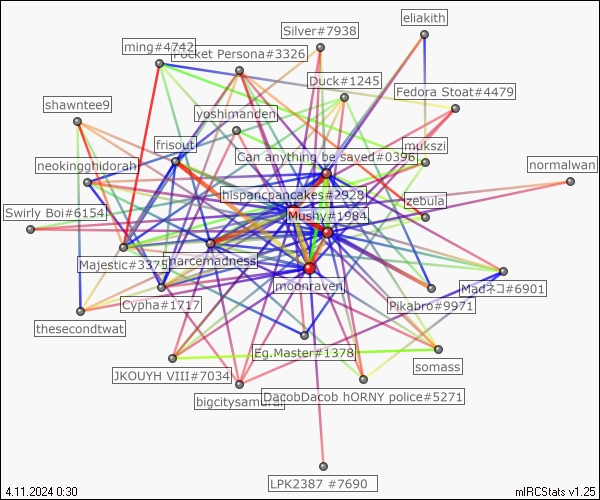 eliakith
Silver#7938
ming#4742
Pocket Persona#3326
Duck#1245
Fedora Stoat#4479
shawntee9
yoshimanden
frisout
mukszi
Can anything be saved#0396
neokingghidorah
normalwan
hispancpancakes#2928
zebula
Swirly Boi#6154
Mushy#1984
narcemadness
Majestic#3375
moonraven
Madネコ#6901
Cypha#1717
Pikabro#9971
thesecondtwat
Eg.Master#1378
somass
JKOUYH VIII#7034
bigcitysamurai
DacobDacob hORNY police#5271
LPK2387 #7690
4.11.2024 0:30
mIRCStats v1.25